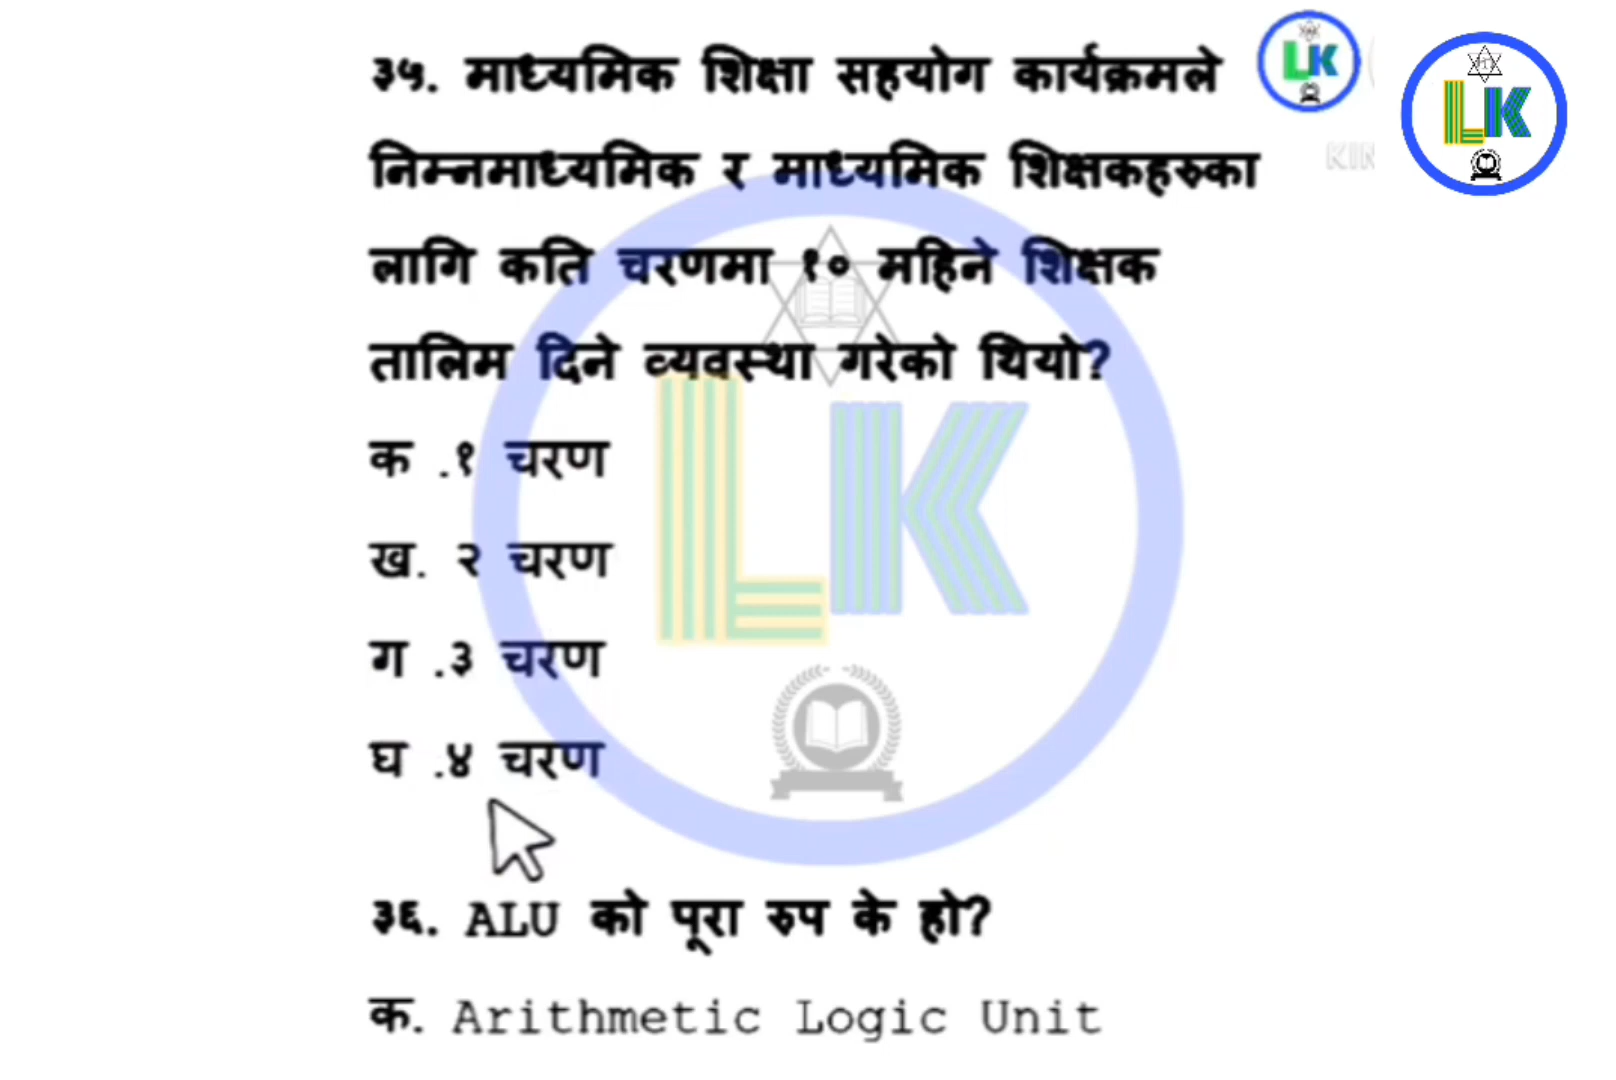 ३५. माध्यमिक शिक्षा सहयोग कार्यक्रमले
निम्नमाध्यमिक र माध्यमिक शिक्षकहरुका
लागि कति चरणमा १० महिने शिक्षक
तालिम दिने व्यवस्था गरेको थियो?
क .१ चरण
ख. २ चरण
ग .३ चरण
घ .४ चरण
३६. ALU को पूरा रुप के हो?
क. Arithmetic Logic Unit
LK
LK
KIN
LK